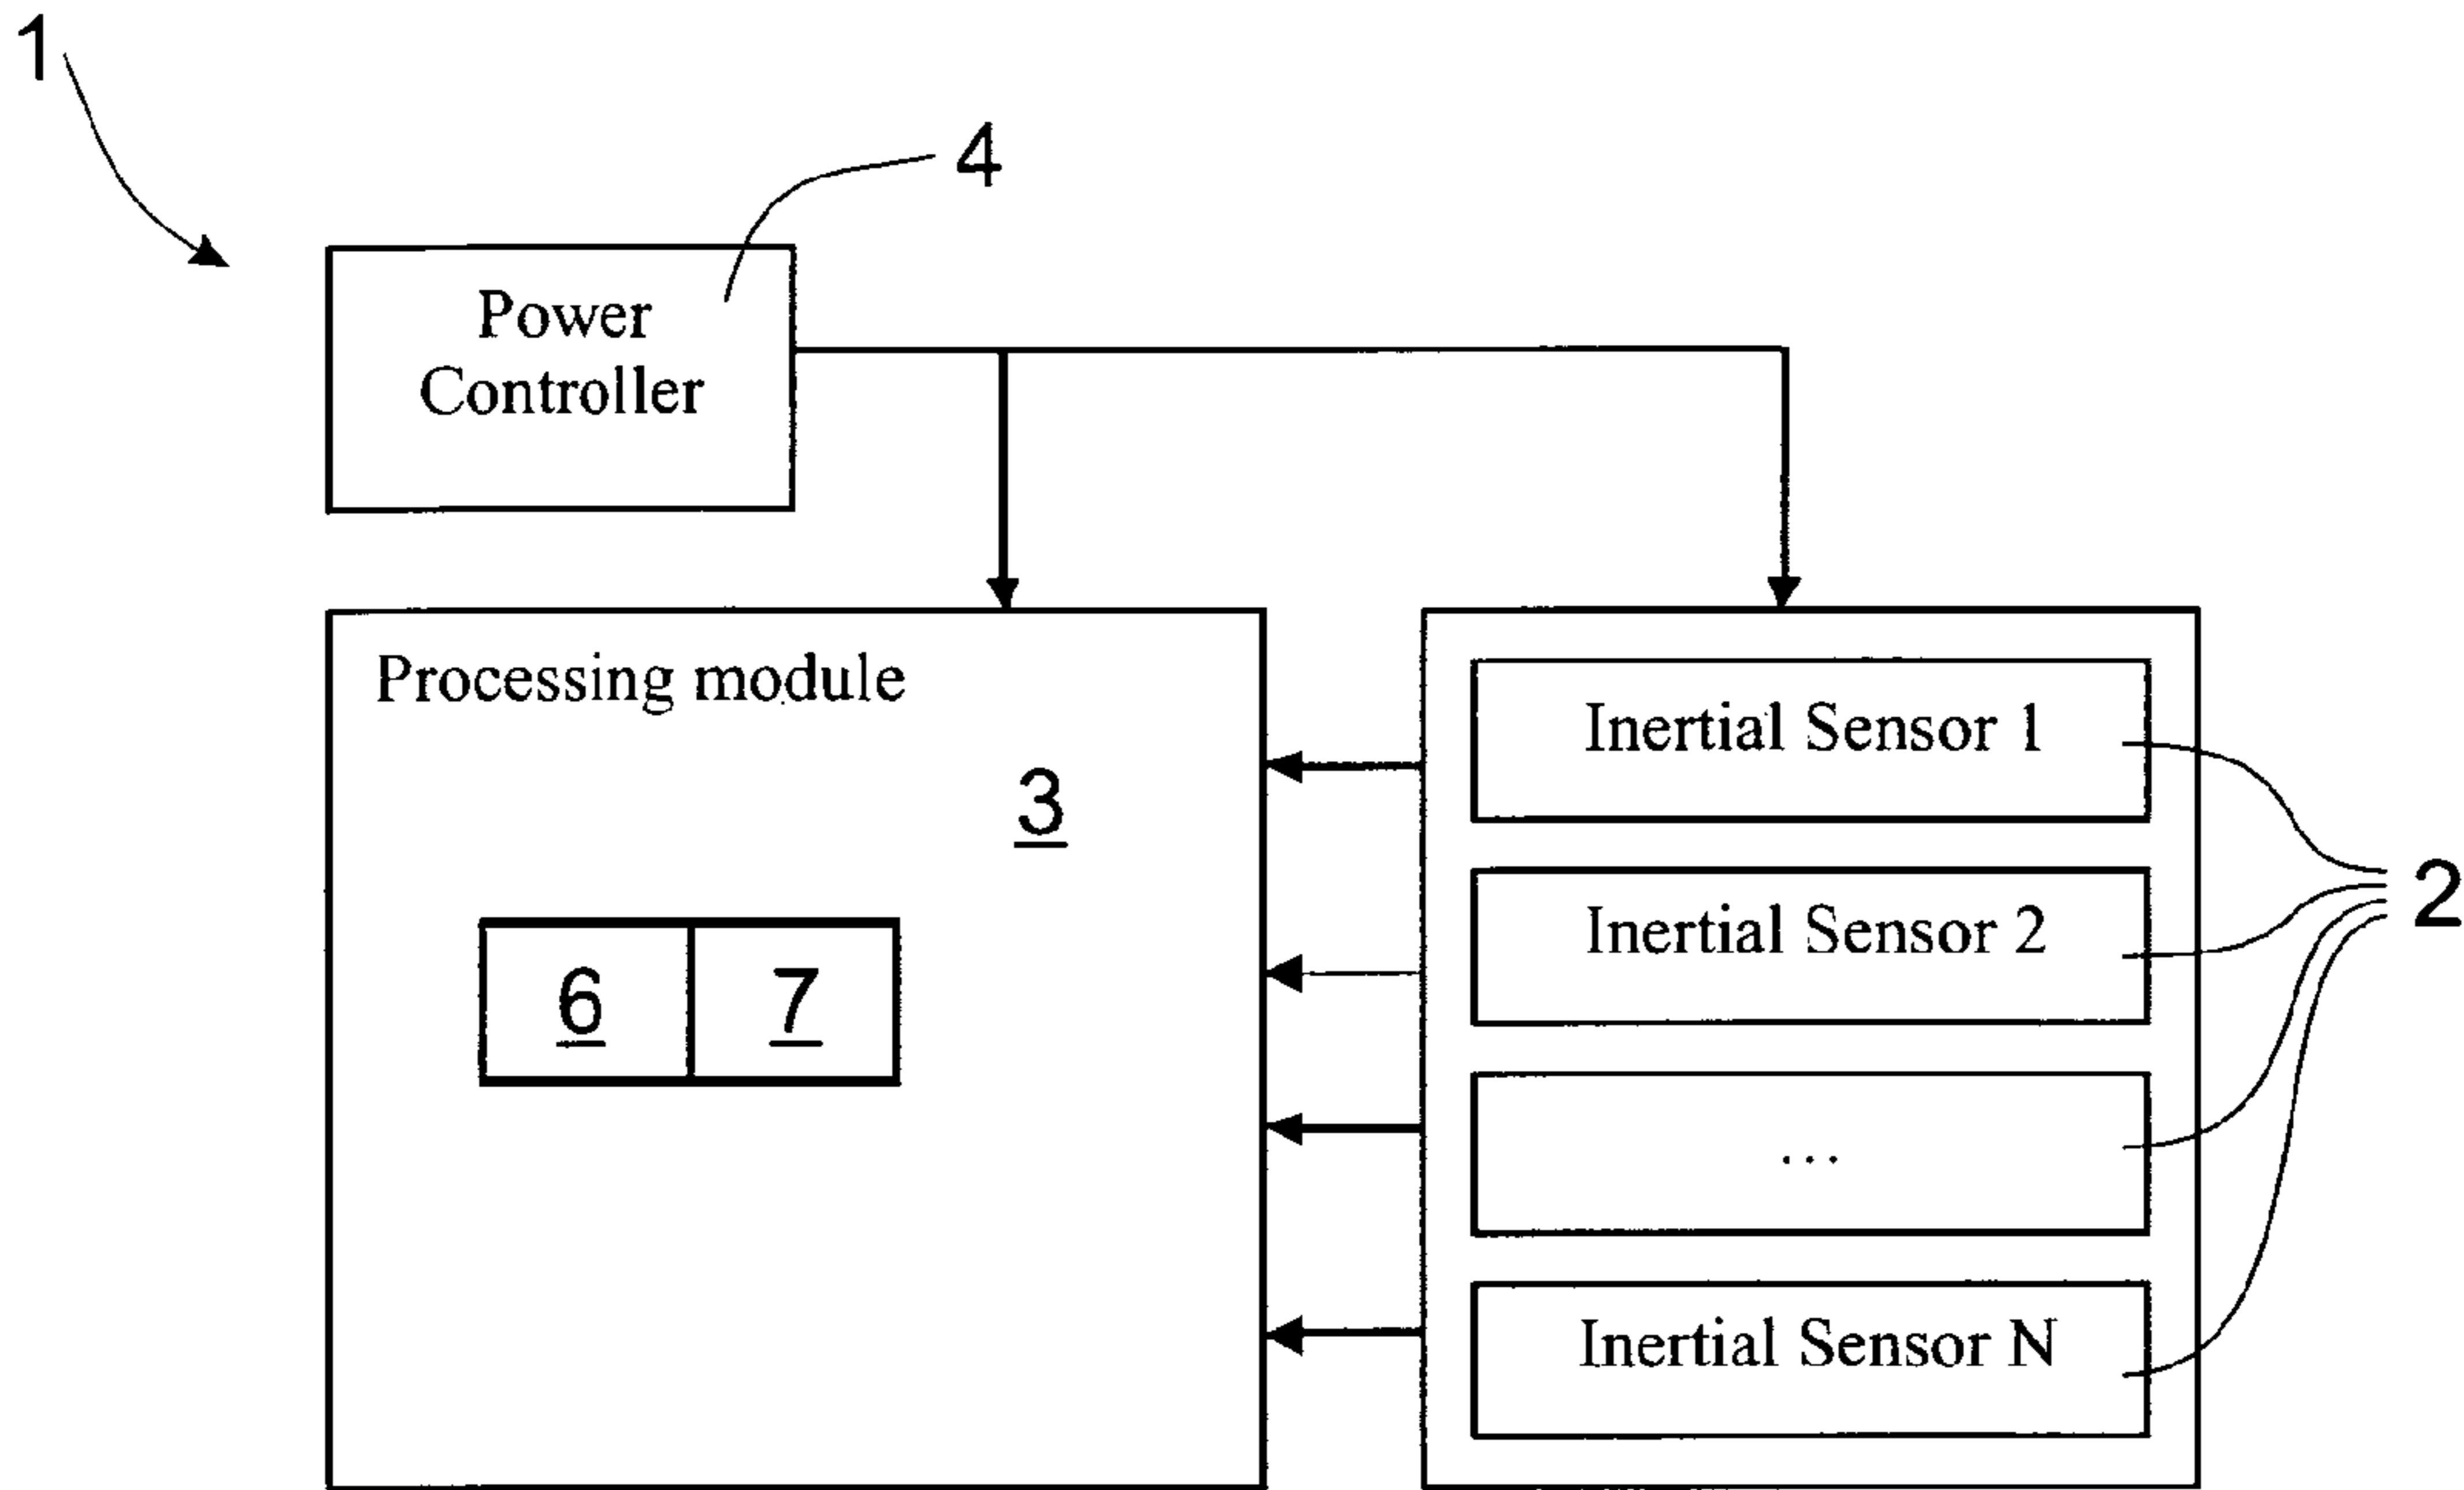 1
4
Power
Controller
Processing module
3
6 7
Inertial Sensor 1
Inertial Sensor 2
...
Inertial Sensor N
2